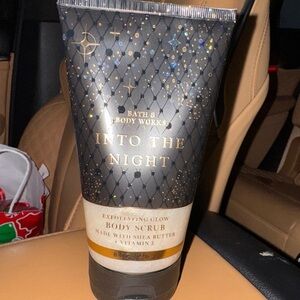 BATH &
BODY WORKS
INTO THE
NIGHT
EXFOLIATING GLOW
BODY SCRUB
MADE WITH SHEA BUTTER
+ VITAMIN E